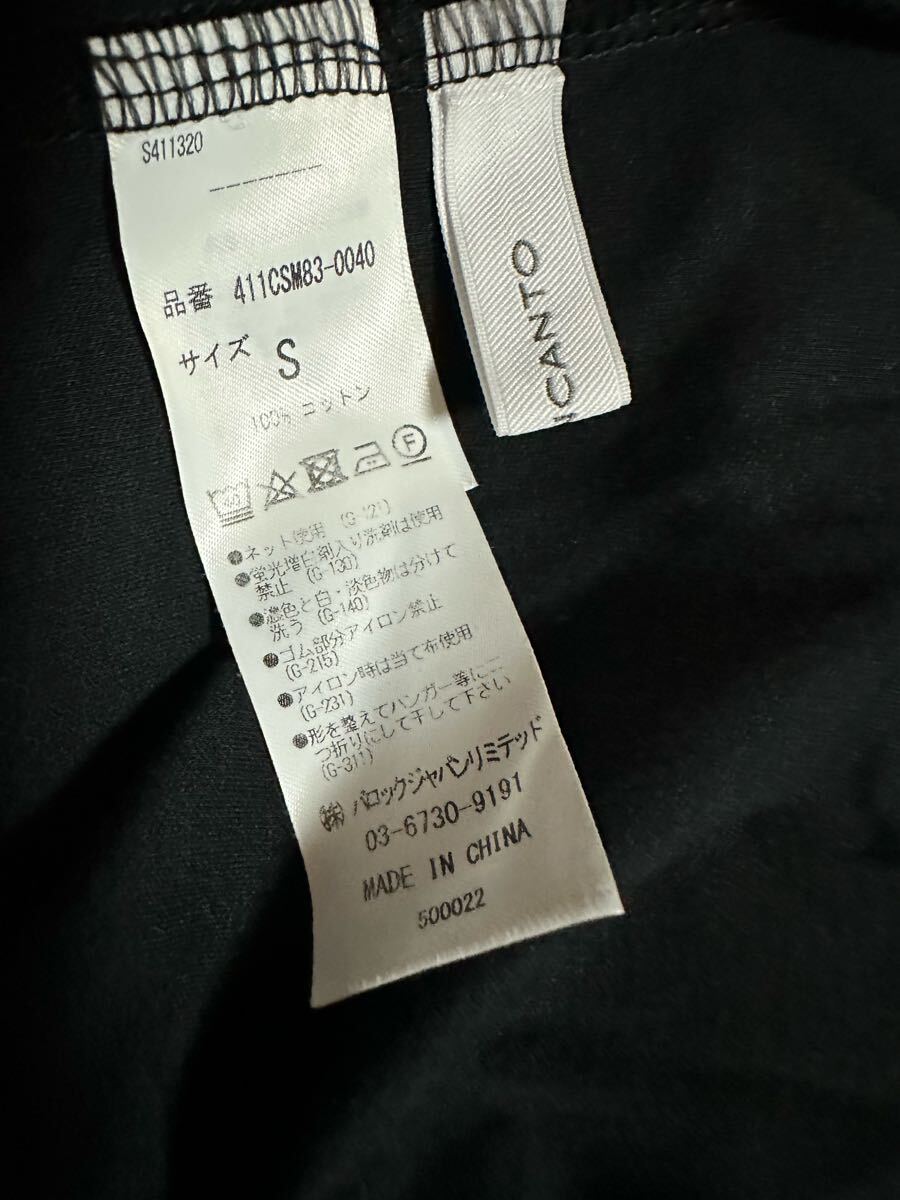 S411320
-------
品番 411CSM83-0040
サイズ S
100% コットン
F
●ネット使用 (G-121)
●蛍光増白剤入り洗剤は使用
禁止 (G-130)
●濃色と白・淡色物は分けて
洗う (G-140)
●ゴム部分アイロン禁止
(G-215)
●アイロン時は当て布使用
(G-231)
●形を整えてハンガー等に二
つ折りにして干して下さい
(G-311)
㈱バロックジャパンリミテッド
03-6730-9191
MADE IN CHINA
500022
CANTO